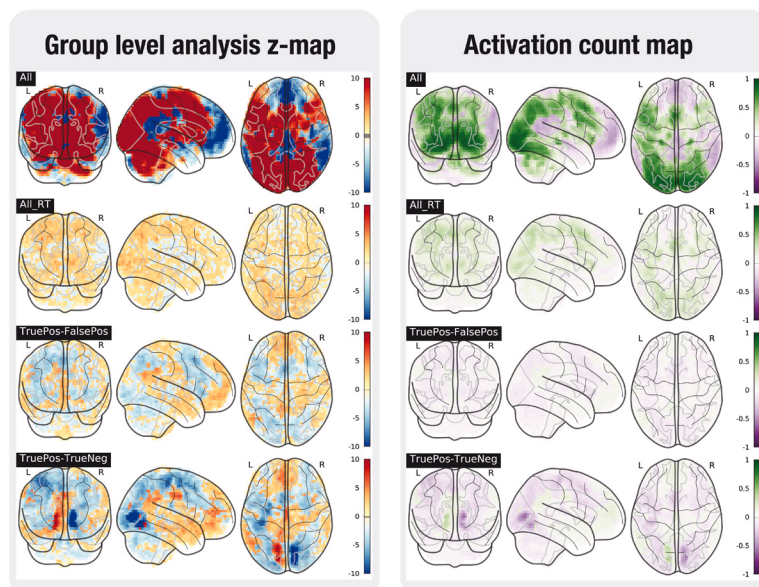 Group level analysis z-map
All
L R
10
5
0
-5
-10
All_RT
L R
10
5
0
-5
-10
TruePos-FalsePos
L R
10
5
0
-5
-10
TruePos-TrueNeg
L R
10
5
0
-5
-10
Activation count map
All
L R
1
0.5
0
-0.5
-1
All_RT
L R
1
0.5
0
-0.5
-1
TruePos-FalsePos
L R
1
0.5
0
-0.5
-1
TruePos-TrueNeg
L R
1
0.5
0
-0.5
-1